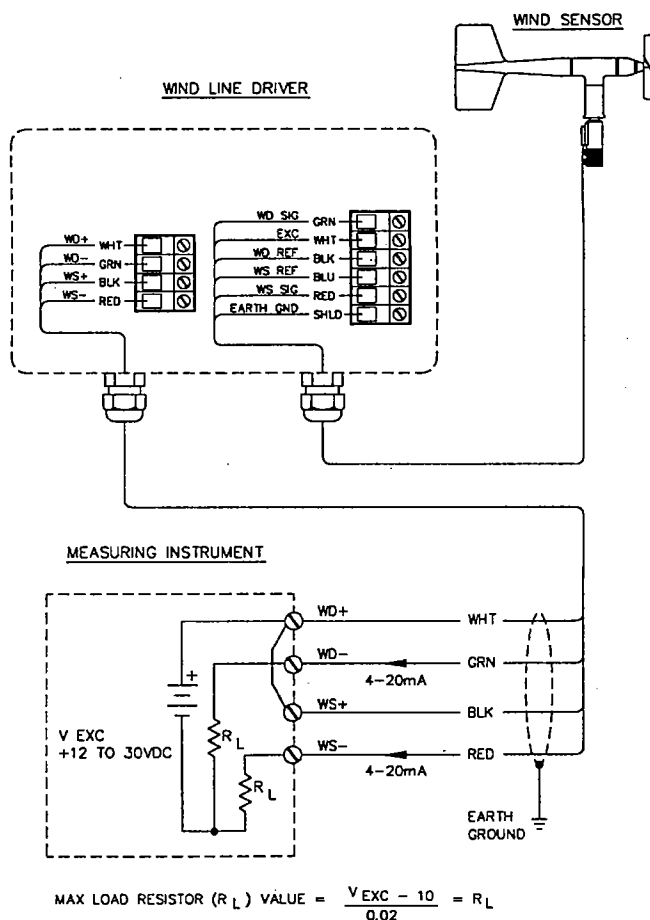 WIND SENSOR
WIND LINE DRIVER
WD+ WHT
WD- GRN
WS+ BLK
WS- RED
WD SIG GRN
EXC WHT
WD REF BLK
WS REF BLU
WS SIG RED
EARTH GND SHLD
MEASURING INSTRUMENT
WD+ WHT
WD- GRN
4-20mA
WS+ BLK
WS- RED
4-20mA
+
V EXC
+12 TO 30VDC
RL
RL
EARTH
GROUND
MAX LOAD RESISTOR (RL) VALUE = VEXC - 10 / 0.02 = RL